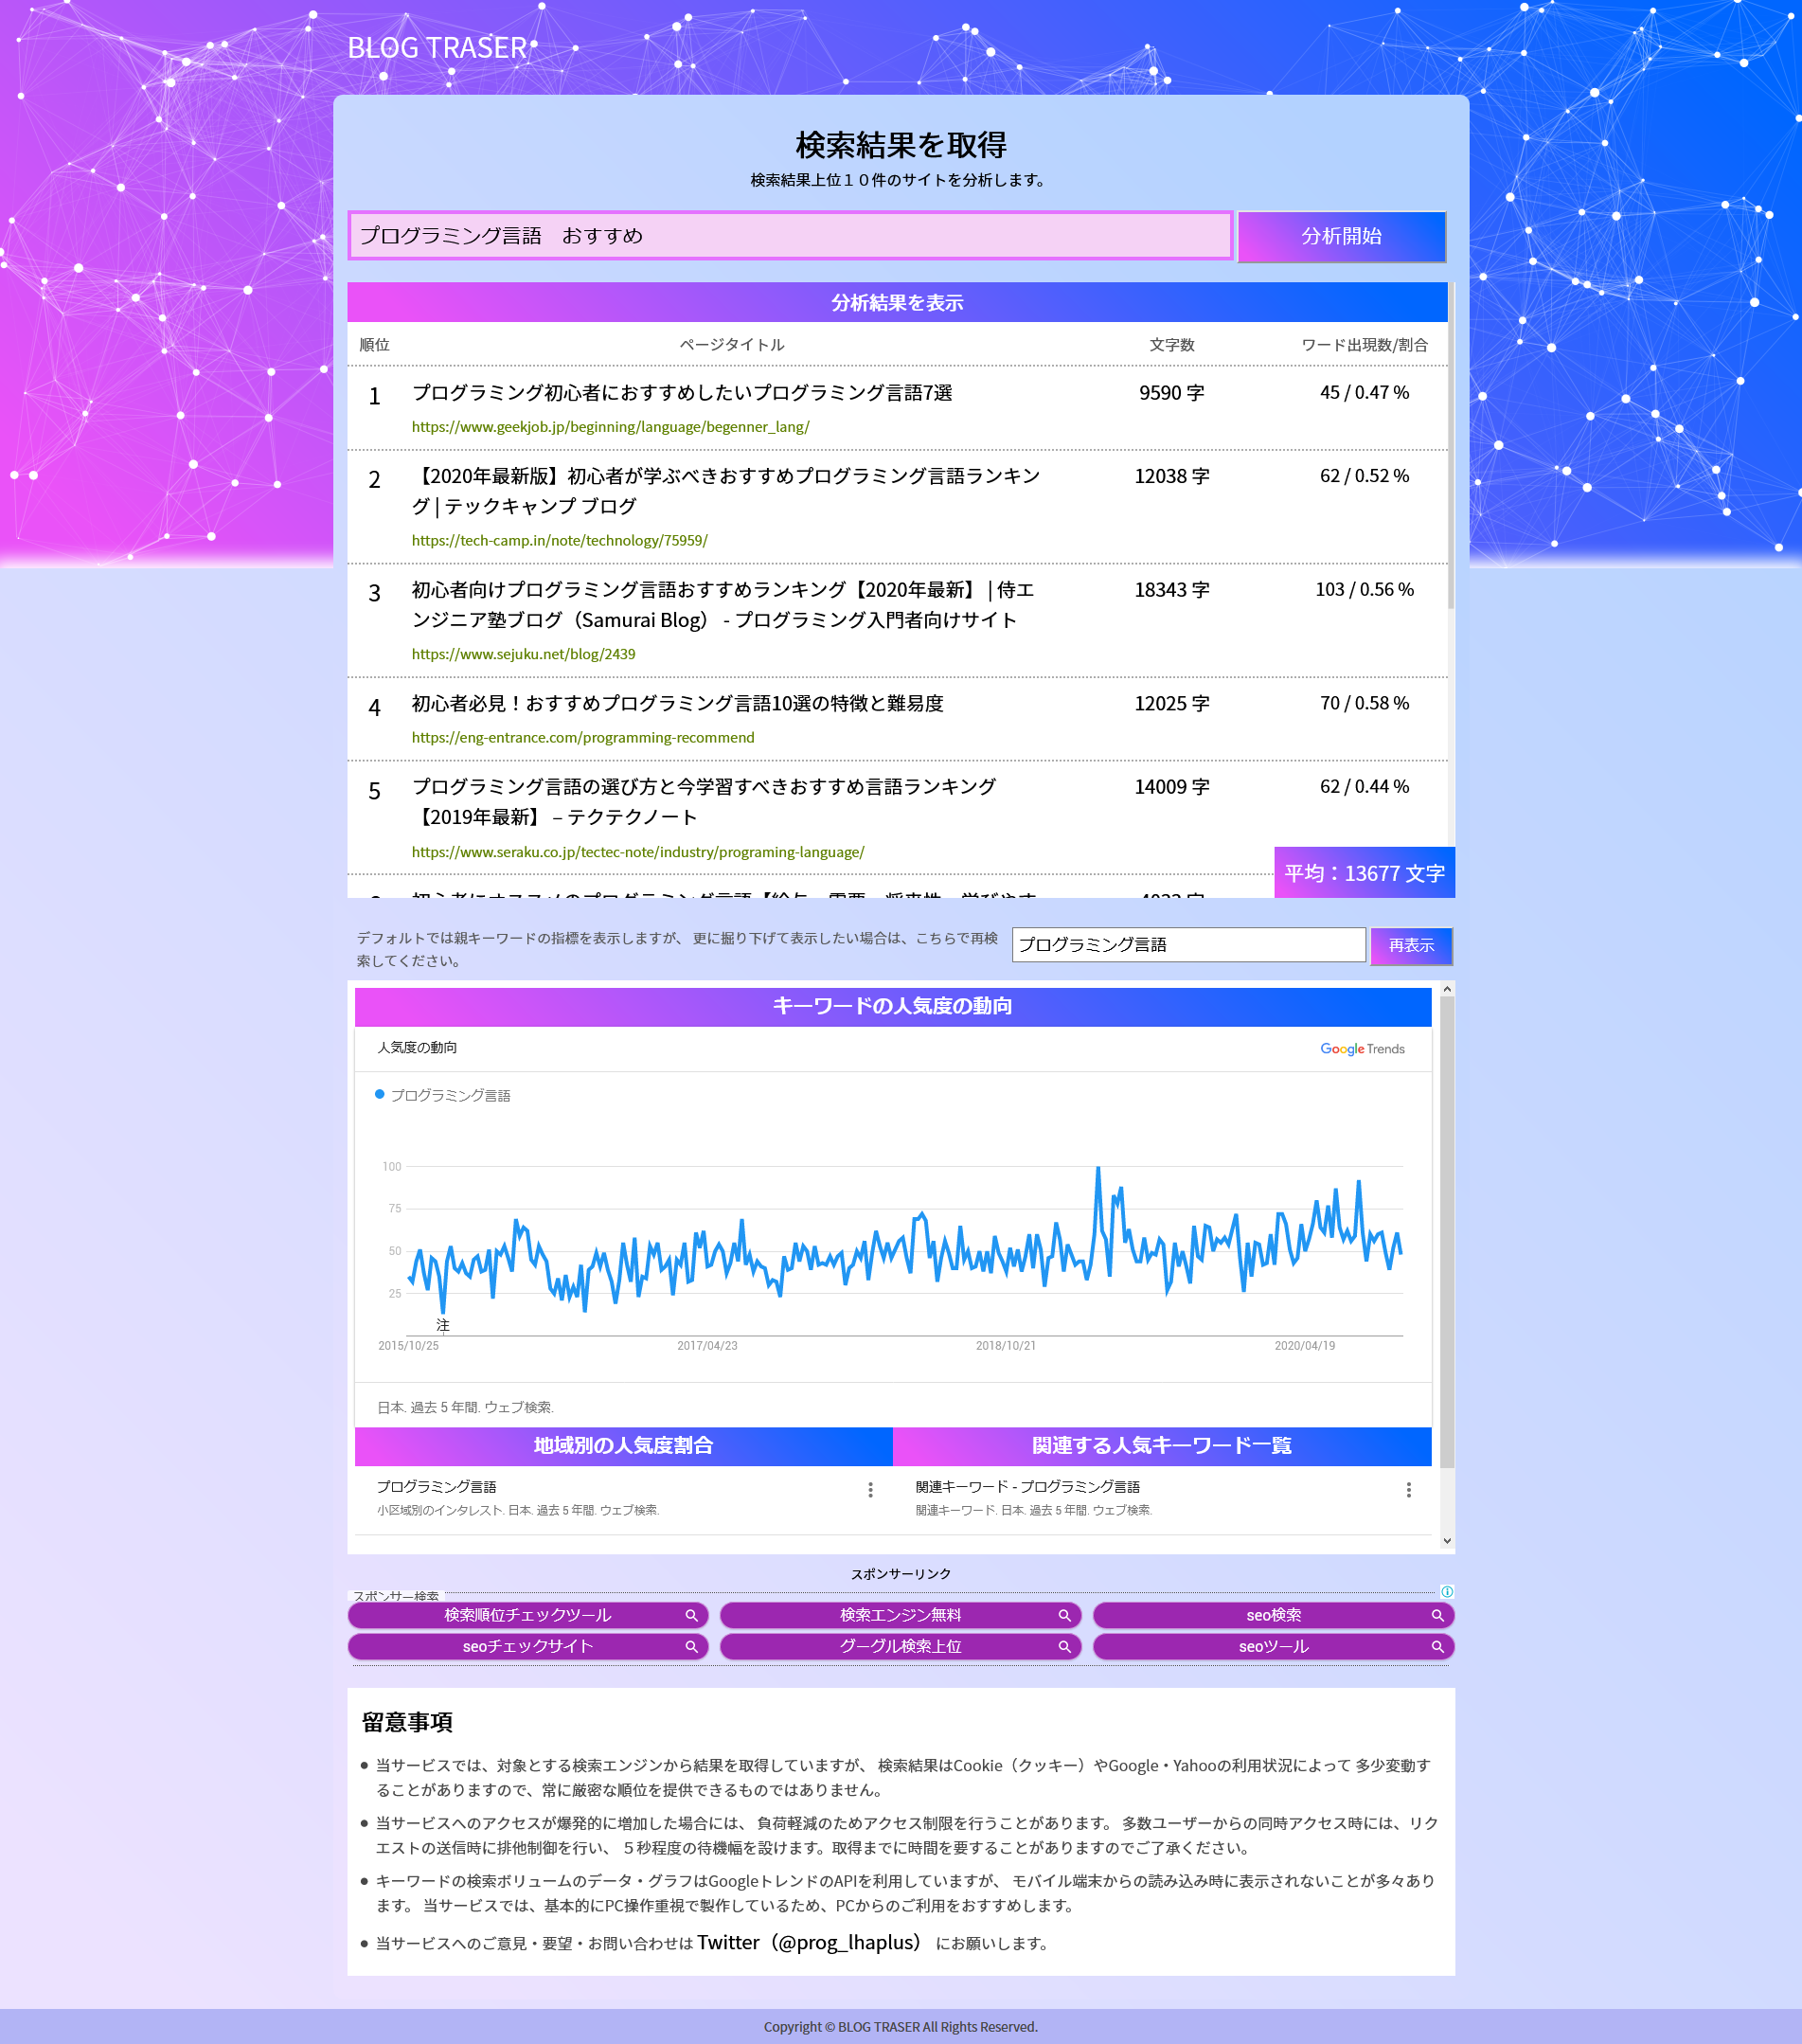 BLOG TRASER
検索結果を取得
検索結果上位１０件のサイトを分析します。
プログラミング言語　おすすめ
分析開始
分析結果を表示
順位 ページタイトル 文字数 ワード出現数/割合
1 プログラミング初心者におすすめしたいプログラミング言語7選 9590 字 45 / 0.47 %
https://www.geekjob.jp/beginning/language/begenner_lang/
2 【2020年最新版】初心者が学ぶべきおすすめプログラミング言語ランキン 12038 字 62 / 0.52 %
グ | テックキャンプ ブログ
https://tech-camp.in/note/technology/75959/
3 初心者向けプログラミング言語おすすめランキング【2020年最新】 | 侍エ 18343 字 103 / 0.56 %
ンジニア塾ブログ（Samurai Blog） - プログラミング入門者向けサイト
https://www.sejuku.net/blog/2439
4 初心者必見！おすすめプログラミング言語10選の特徴と難易度 12025 字 70 / 0.58 %
https://eng-entrance.com/programming-recommend
5 プログラミング言語の選び方と今学習すべきおすすめ言語ランキング 14009 字 62 / 0.44 %
【2019年最新】 – テクテクノート
https://www.seraku.co.jp/tectec-note/industry/programing-language/
平均：13677 文字
デフォルトでは親キーワードの指標を表示しますが、 更に掘り下げて表示したい場合は、こちらで再検
索してください。
プログラミング言語
再表示
キーワードの人気度の動向
人気度の動向
Google Trends
プログラミング言語
100
75
50
25
注
2015/10/25 2017/04/23 2018/10/21 2020/04/19
日本. 過去 5 年間. ウェブ検索.
地域別の人気度割合 関連する人気キーワード一覧
プログラミング言語 関連キーワード - プログラミング言語
小区域別のインタレスト. 日本. 過去 5 年間. ウェブ検索. 関連キーワード. 日本. 過去 5 年間. ウェブ検索.
スポンサーリンク
スポンサー検索
検索順位チェックツール 検索エンジン無料 seo検索
seoチェックサイト グーグル検索上位 seoツール
留意事項
当サービスでは、対象とする検索エンジンから結果を取得していますが、 検索結果はCookie（クッキー）やGoogle・Yahooの利用状況によって 多少変動す
ることがありますので、常に厳密な順位を提供できるものではありません。
当サービスへのアクセスが爆発的に増加した場合には、 負荷軽減のためアクセス制限を行うことがあります。 多数ユーザーからの同時アクセス時には、リク
エストの送信時に排他制御を行い、 ５秒程度の待機幅を設けます。取得までに時間を要することがありますのでご了承ください。
キーワードの検索ボリュームのデータ・グラフはGoogleトレンドのAPIを利用していますが、 モバイル端末からの読み込み時に表示されないことが多々あり
ます。 当サービスでは、基本的にPC操作重視で製作しているため、PCからのご利用をおすすめします。
当サービスへのご意見・要望・お問い合わせは Twitter（@prog_lhaplus） にお願いします。
Copyright © BLOG TRASER All Rights Reserved.